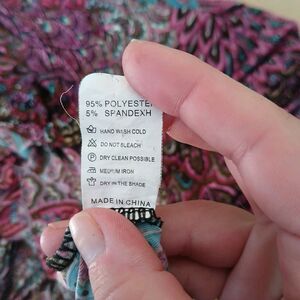 95% POLYESTER
5% SPANDEXH
HAND WASH COLD
DO NOT BLEACH
P DRY CLEAN POSSIBLE
MEDIUM IRON
DRY IN THE SHADE
MADE IN CHINA